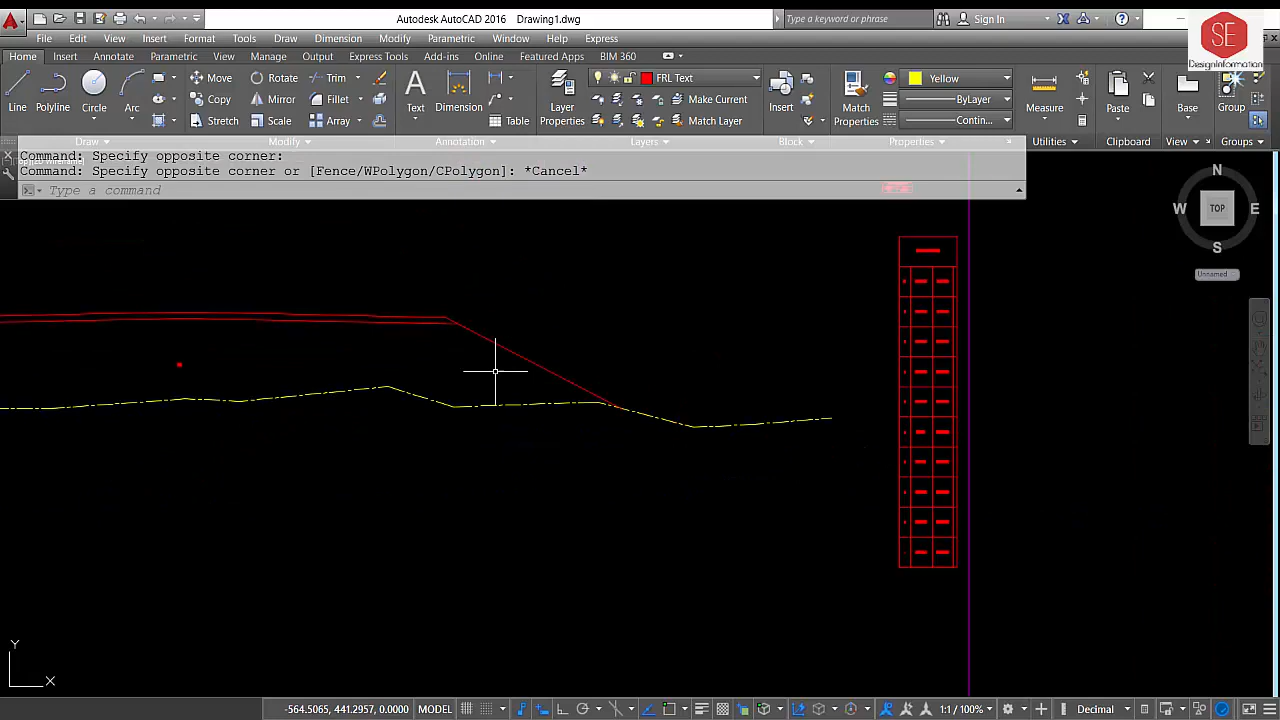 Autodesk AutoCAD 2016 Drawing1.dwg
Type a keyword or phrase
Sign In
SE
DesignInformation
File Edit View Insert Format Tools Draw Dimension Modify Parametric Window Help Express
Home Insert Annotate Parametric View Manage Output Express Tools Add-ins Online Featured Apps BIM 360
Line
Polyline
Circle
Arc
Move
Rotate
Trim
Copy
Mirror
Fillet
Stretch
Scale
Array
Text
Dimension
Table
Layer
Properties
FRL Text
Make Current
Match Layer
Insert
Match
Properties
Yellow
ByLayer
Contin...
Measure
Paste
Base
Group
Draw
Modify
Annotation
Layers
Block
Properties
Utilities
Clipboard
View
Groups
Command: Specify opposite corner:
Command: Specify opposite corner or [Fence/WPolygon/CPolygon]: *Cancel*
Type a command
N
W
TOP
E
S
Unnamed
Y
X
-564.5065, 441.2957, 0.0000
MODEL
1:1 / 100%
Decimal